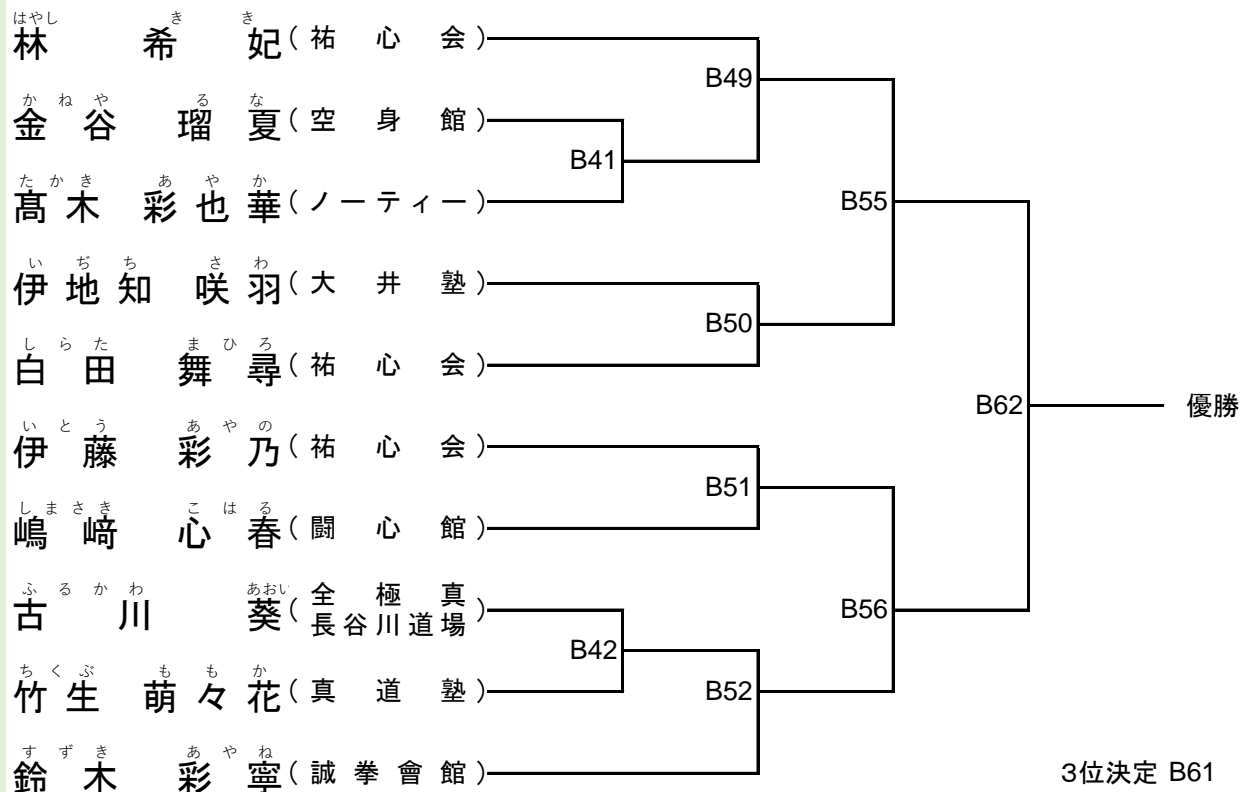 はやし き き
林 希 妃 ( 祐 心 会 )
B49
かねや るな
金谷 瑠夏 ( 空 身 館 )
B41
たかき あやか
髙木 彩也華 ( ノーティー )
B55
いぢち さわ
伊地知 咲羽 ( 大 井 塾 )
B50
しらた まひろ
白田 舞尋 ( 祐 心 会 )
B62 優勝
いとう あやの
伊藤 彩乃 ( 祐 心 会 )
B51
しまさき こはる
嶋﨑 心春 ( 闘 心 館 )
ふるかわ あおい
古川 葵 ( 全極真 長谷川道場 )
B56
B42
ちくぶ ももか
竹生 萌々花 ( 真 道 塾 )
B52
すずき あやね
鈴木 彩寧 ( 誠拳會館 )
3位決定 B61